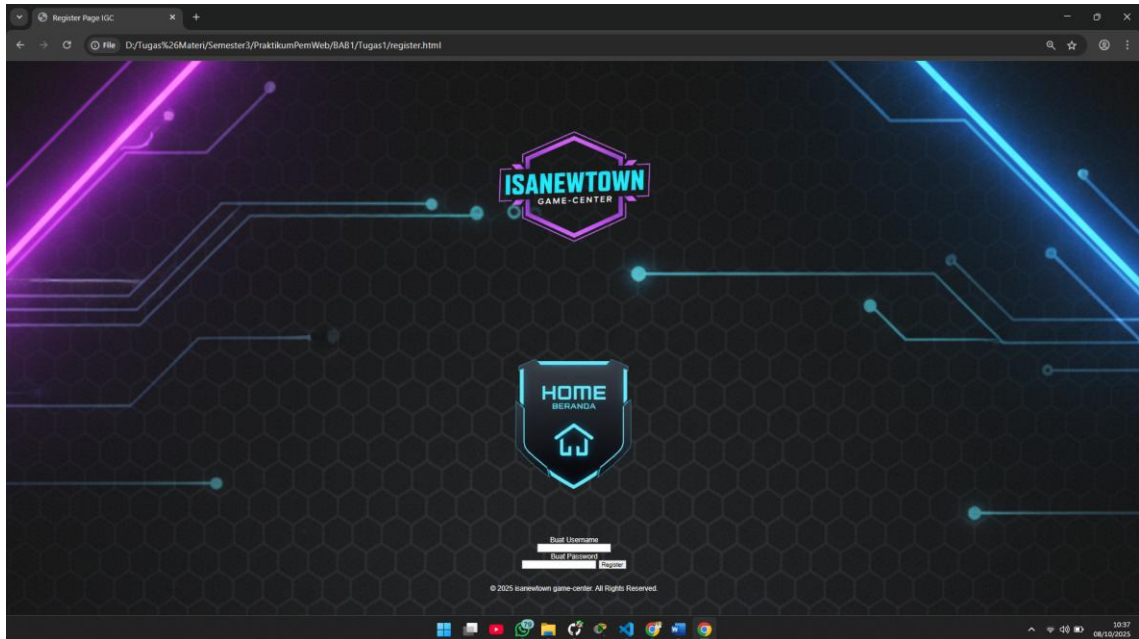 Register Page IGC
File
D:/Tugas%26Materi/Semester3/PraktikumPemWeb/BAB1/Tugas1/register.html
ISANEWTOWN
GAME-CENTER
HOME
BERANDA
Buat Username
Buat Password
Register
© 2025 isanewtown game-center. All Rights Reserved.
10:37
08/10/2025